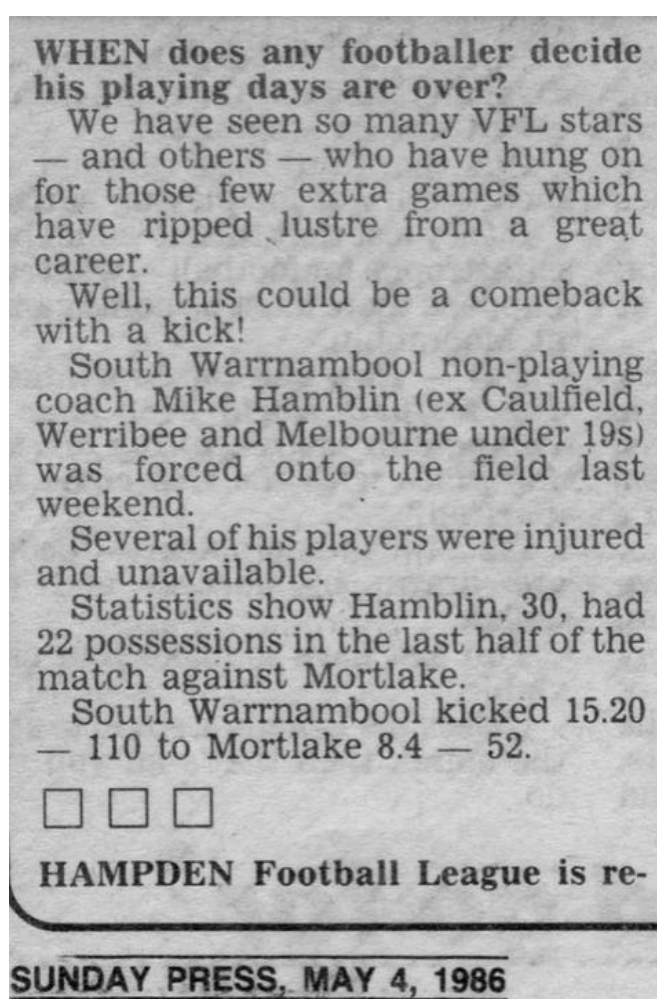 WHEN does any footballer decide
his playing days are over?
We have seen so many VFL stars
— and others — who have hung on
for those few extra games which
have ripped lustre from a great
career.
Well, this could be a comeback
with a kick!
South Warrnambool non-playing
coach Mike Hamblin (ex Caulfield,
Werribee and Melbourne under 19s)
was forced onto the field last
weekend.
Several of his players were injured
and unavailable.
Statistics show Hamblin, 30, had
22 possessions in the last half of the
match against Mortlake.
South Warrnambool kicked 15.20
— 110 to Mortlake 8.4 — 52.
HAMPDEN Football League is re-
SUNDAY PRESS, MAY 4, 1986